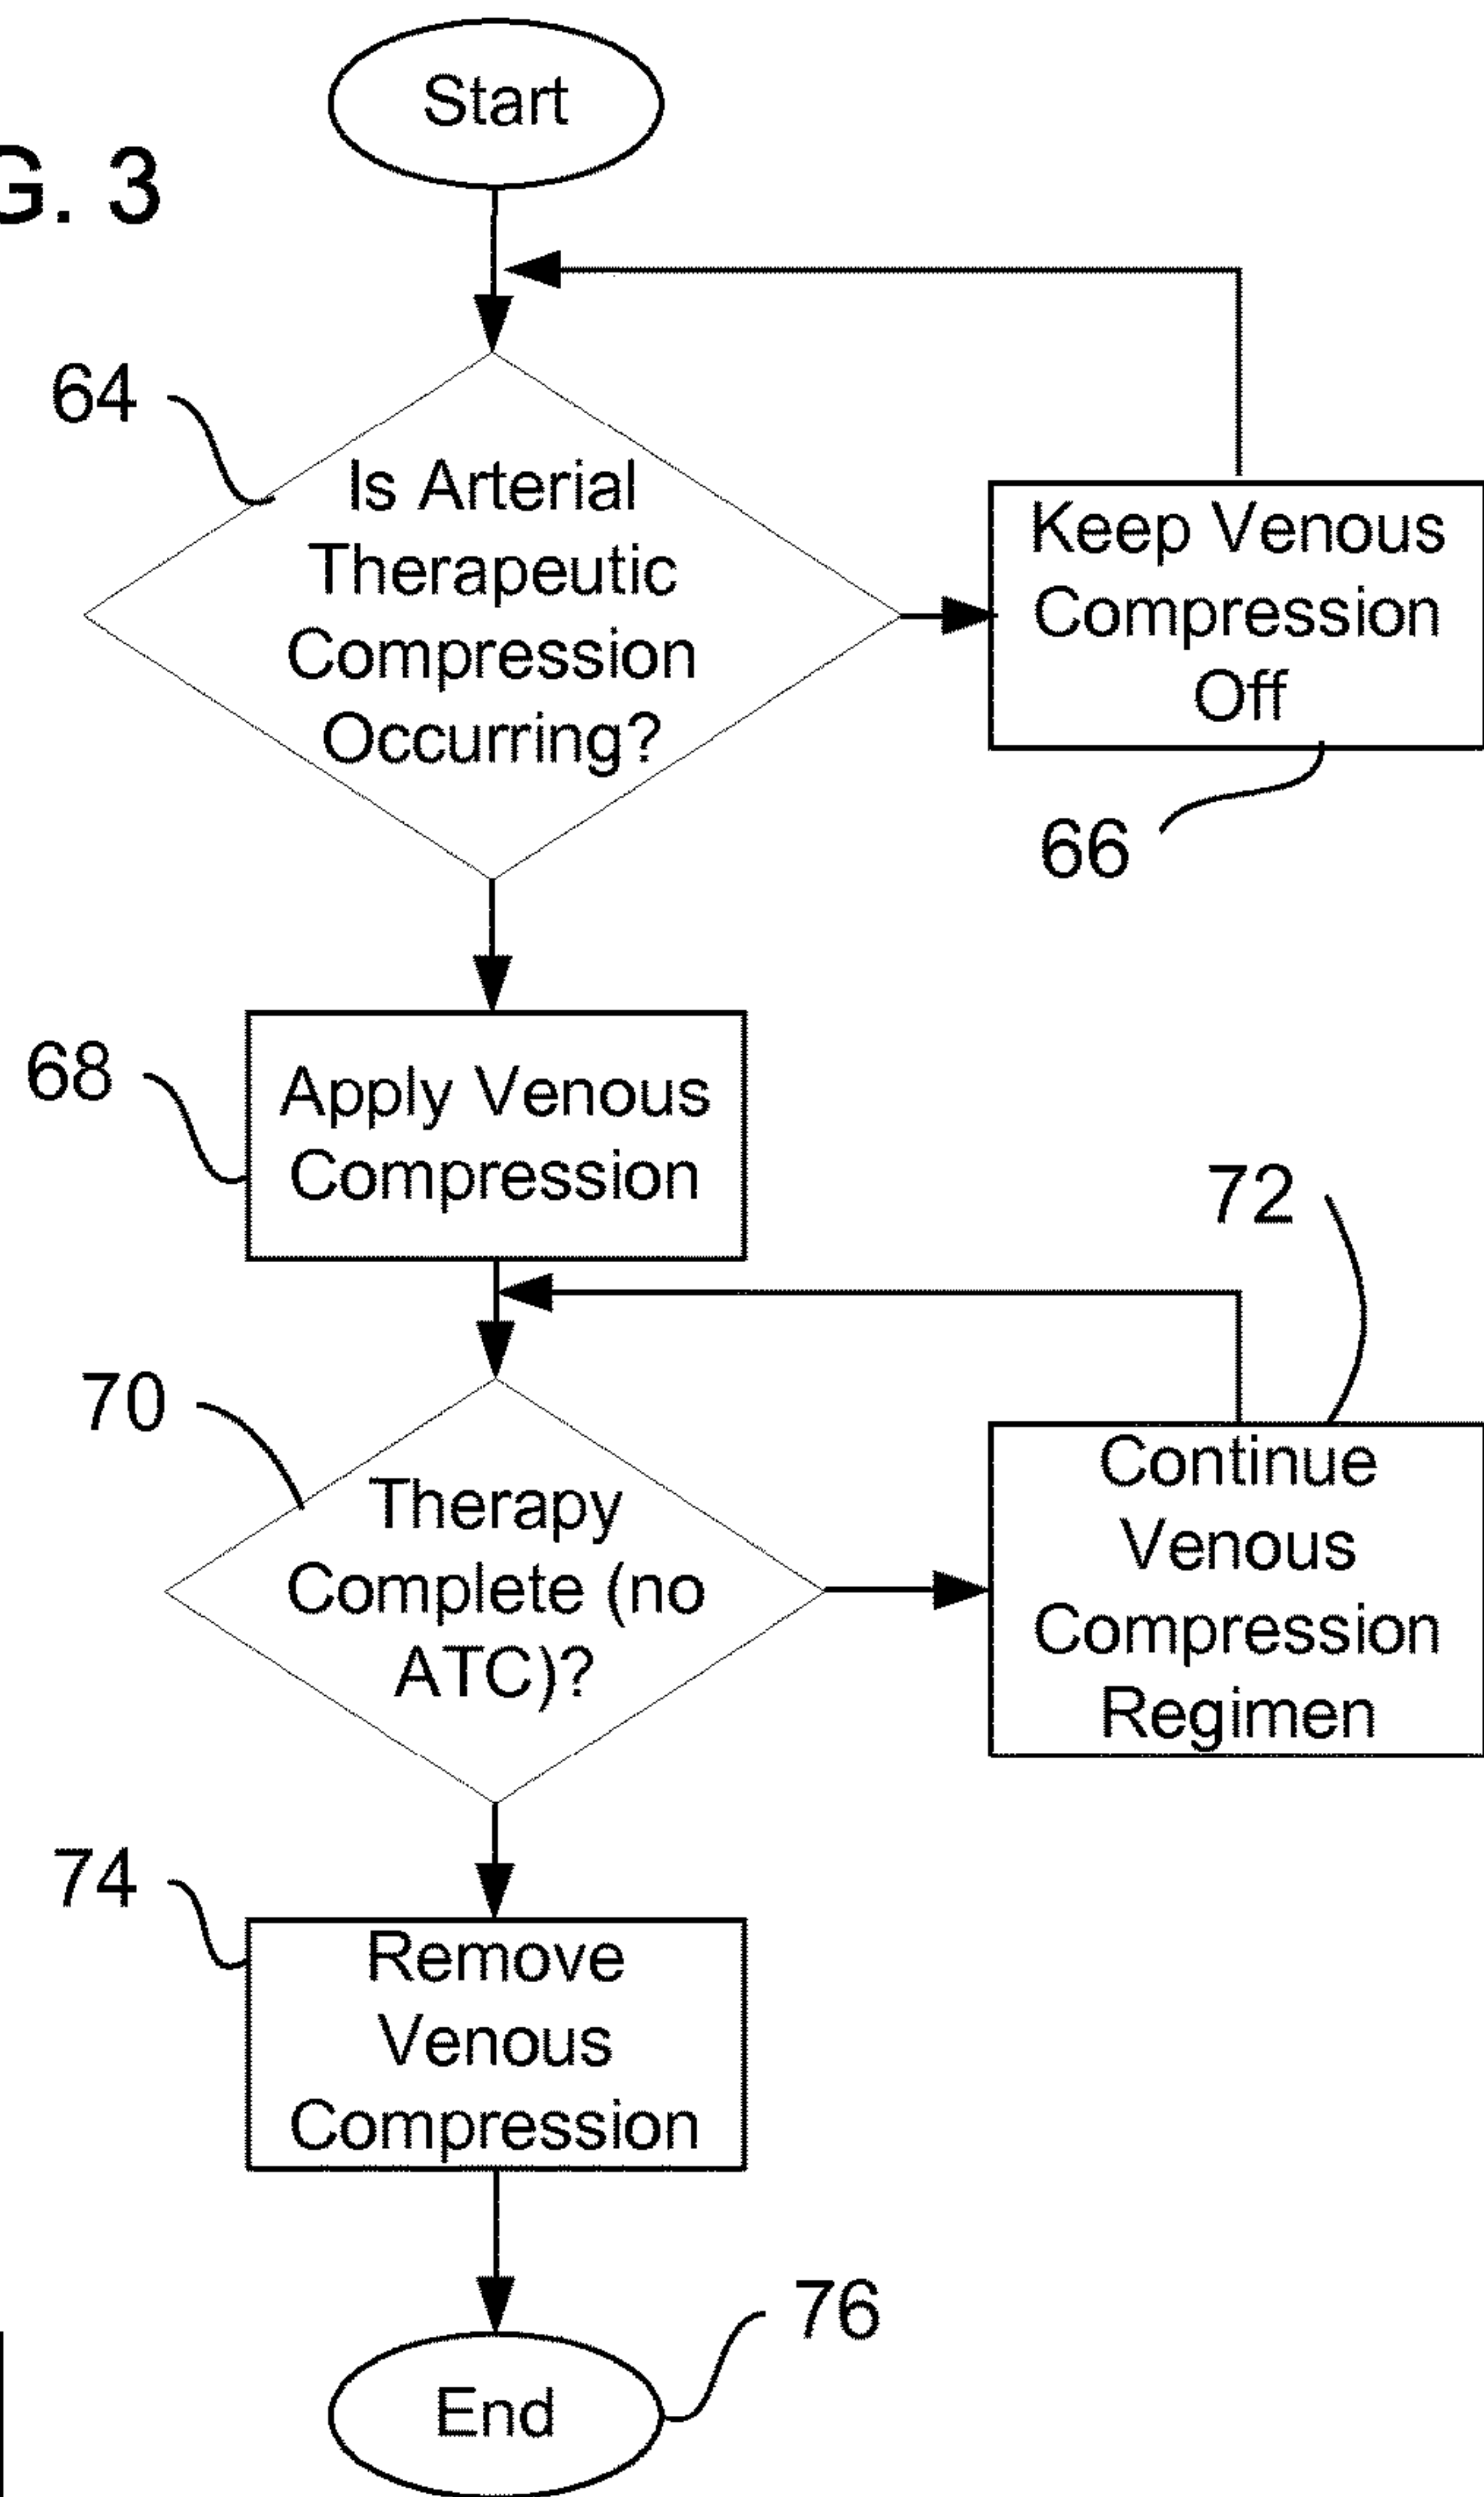 Start
G. 3
64
Is Arterial
Therapeutic
Compression
Occurring?
Keep Venous
Compression
Off
66
68
Apply Venous
Compression
72
70
Therapy
Complete (no
ATC)?
Continue
Venous
Compression
Regimen
74
Remove
Venous
Compression
76
End